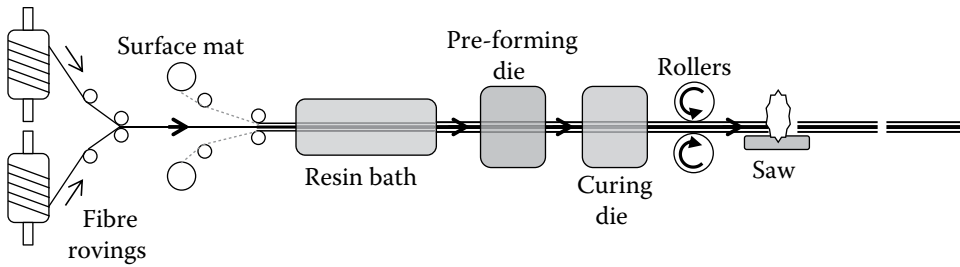 Surface mat
Pre-forming
die
Rollers
Resin bath
Curing
die
Saw
Fibre
rovings